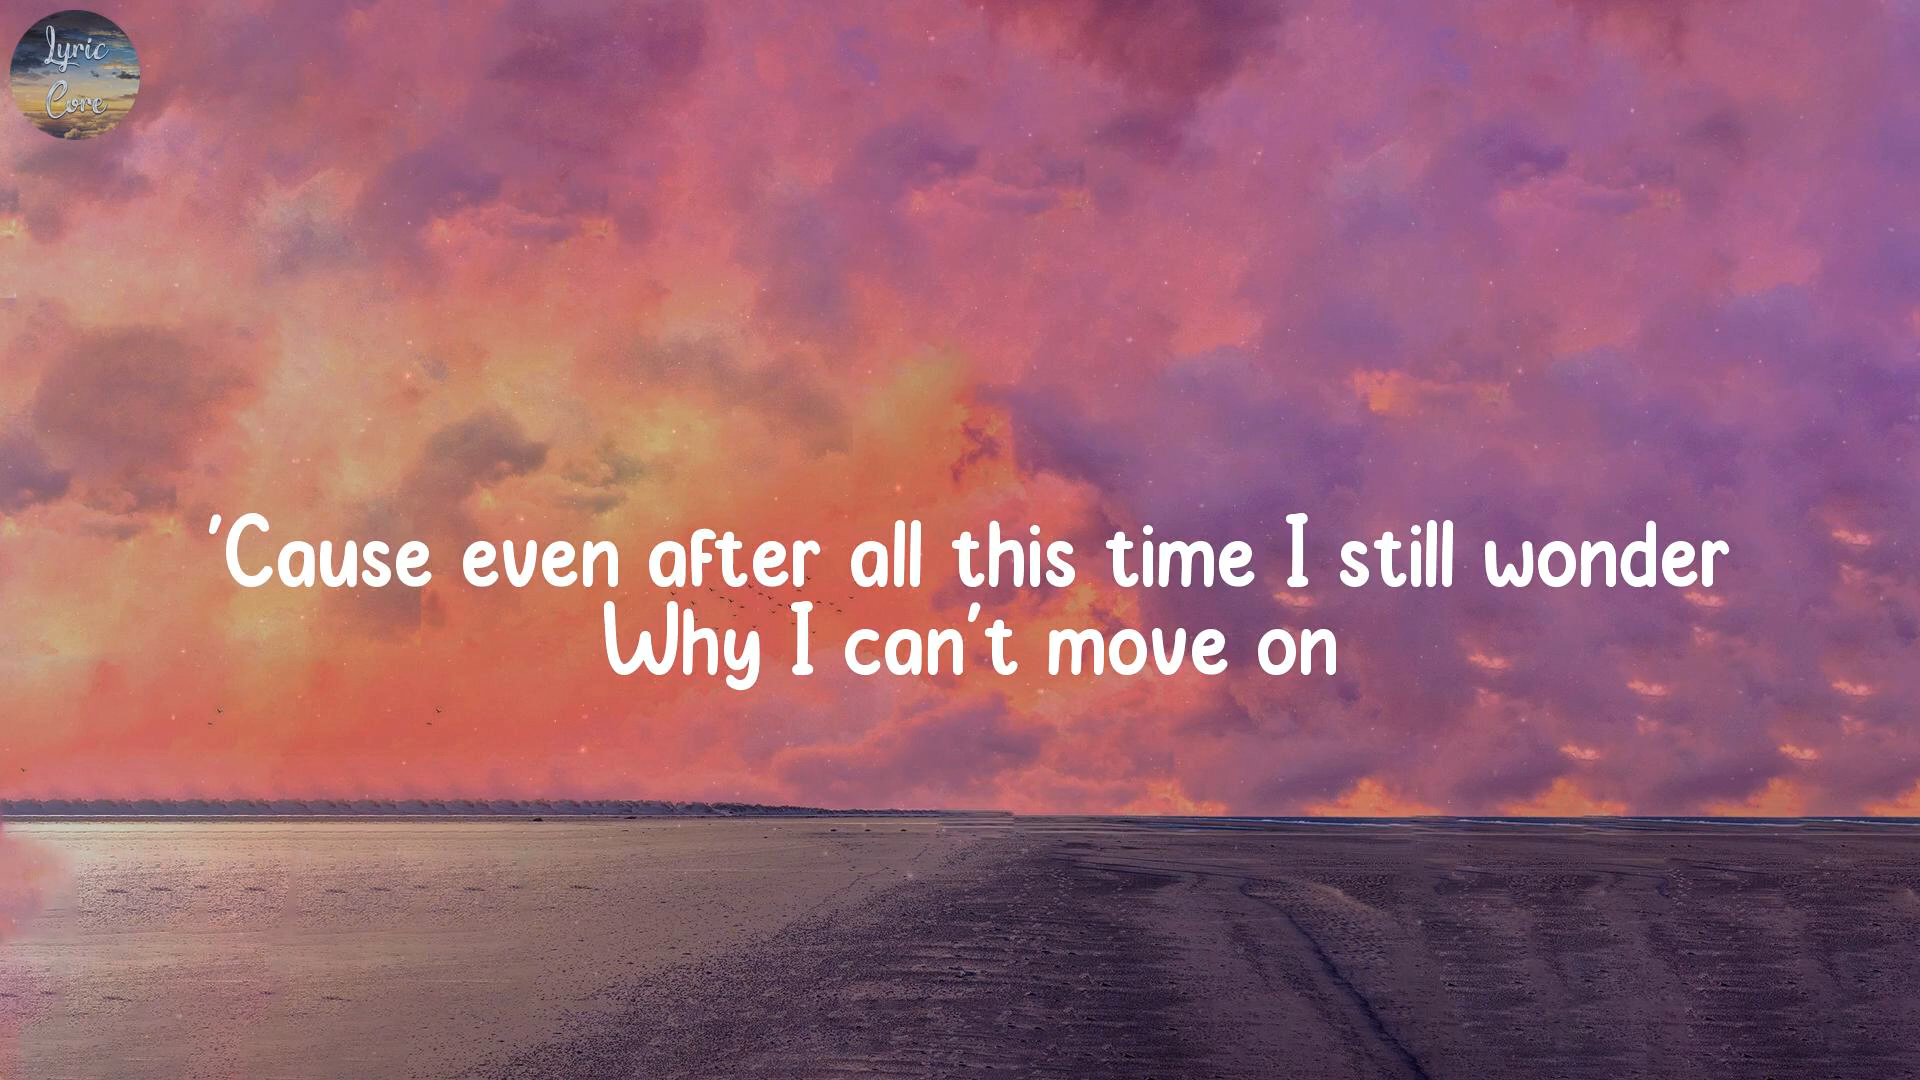 Lyric
Core
'Cause even after all this time I still wonder
Why I can't move on